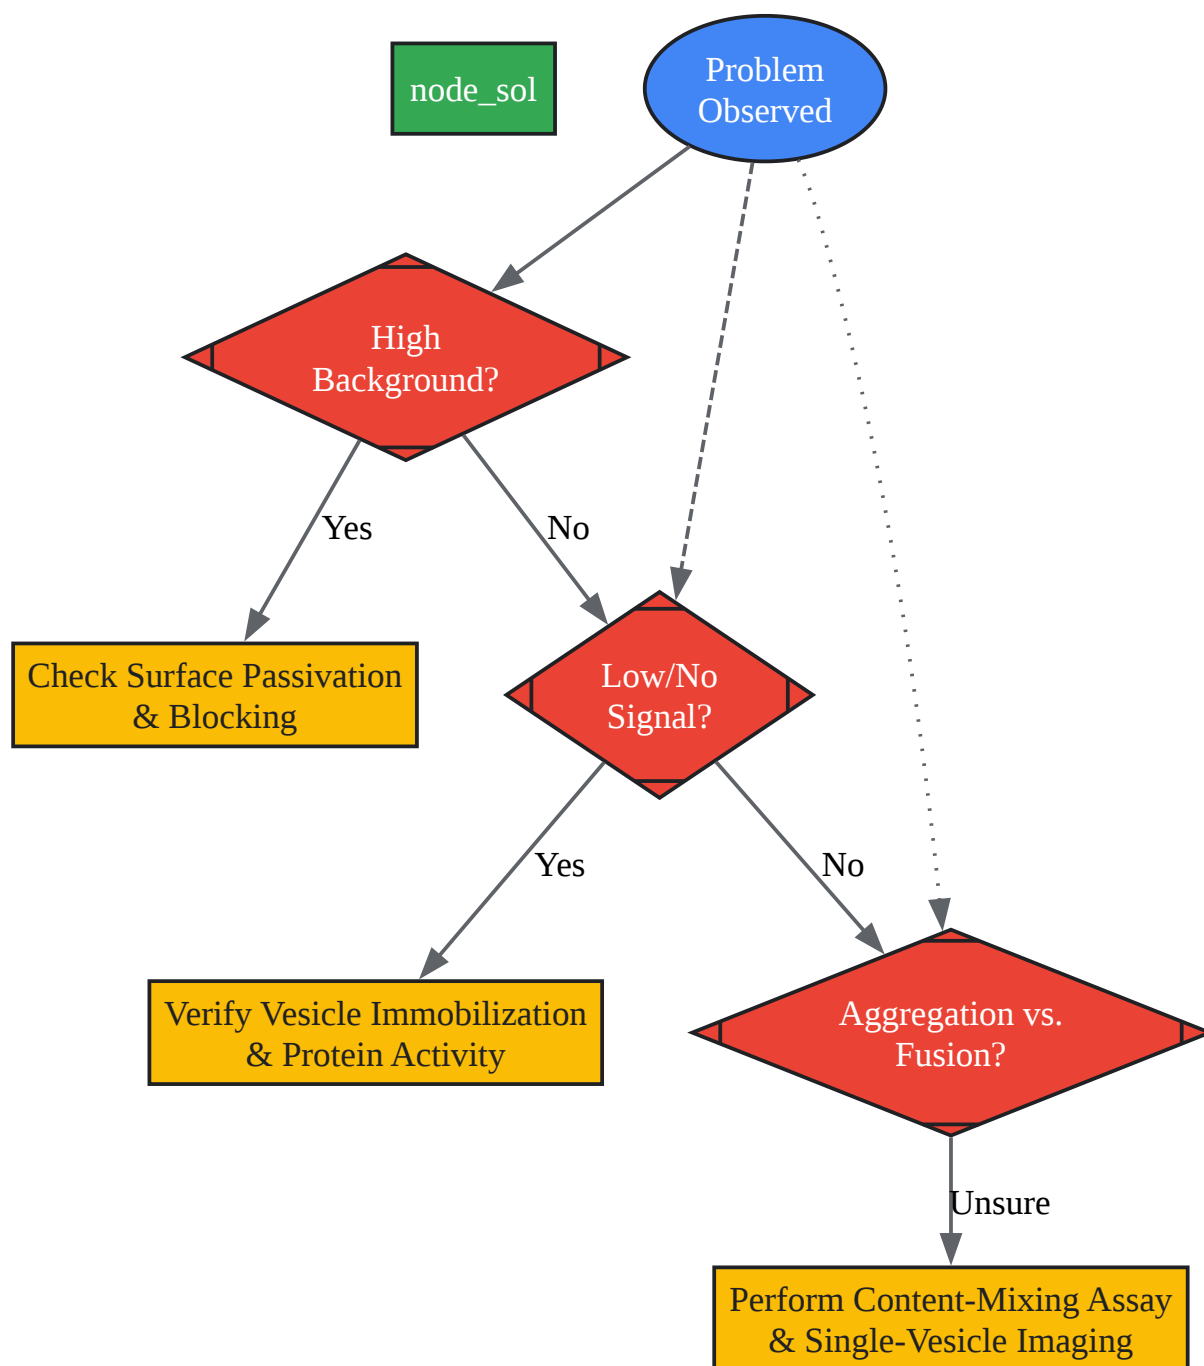 node_sol
Problem
Observed
High
Background?
Yes
No
Check Surface Passivation
& Blocking
Low/No
Signal?
Yes
No
Verify Vesicle Immobilization
& Protein Activity
Aggregation vs.
Fusion?
Unsure
Perform Content-Mixing Assay
& Single-Vesicle Imaging